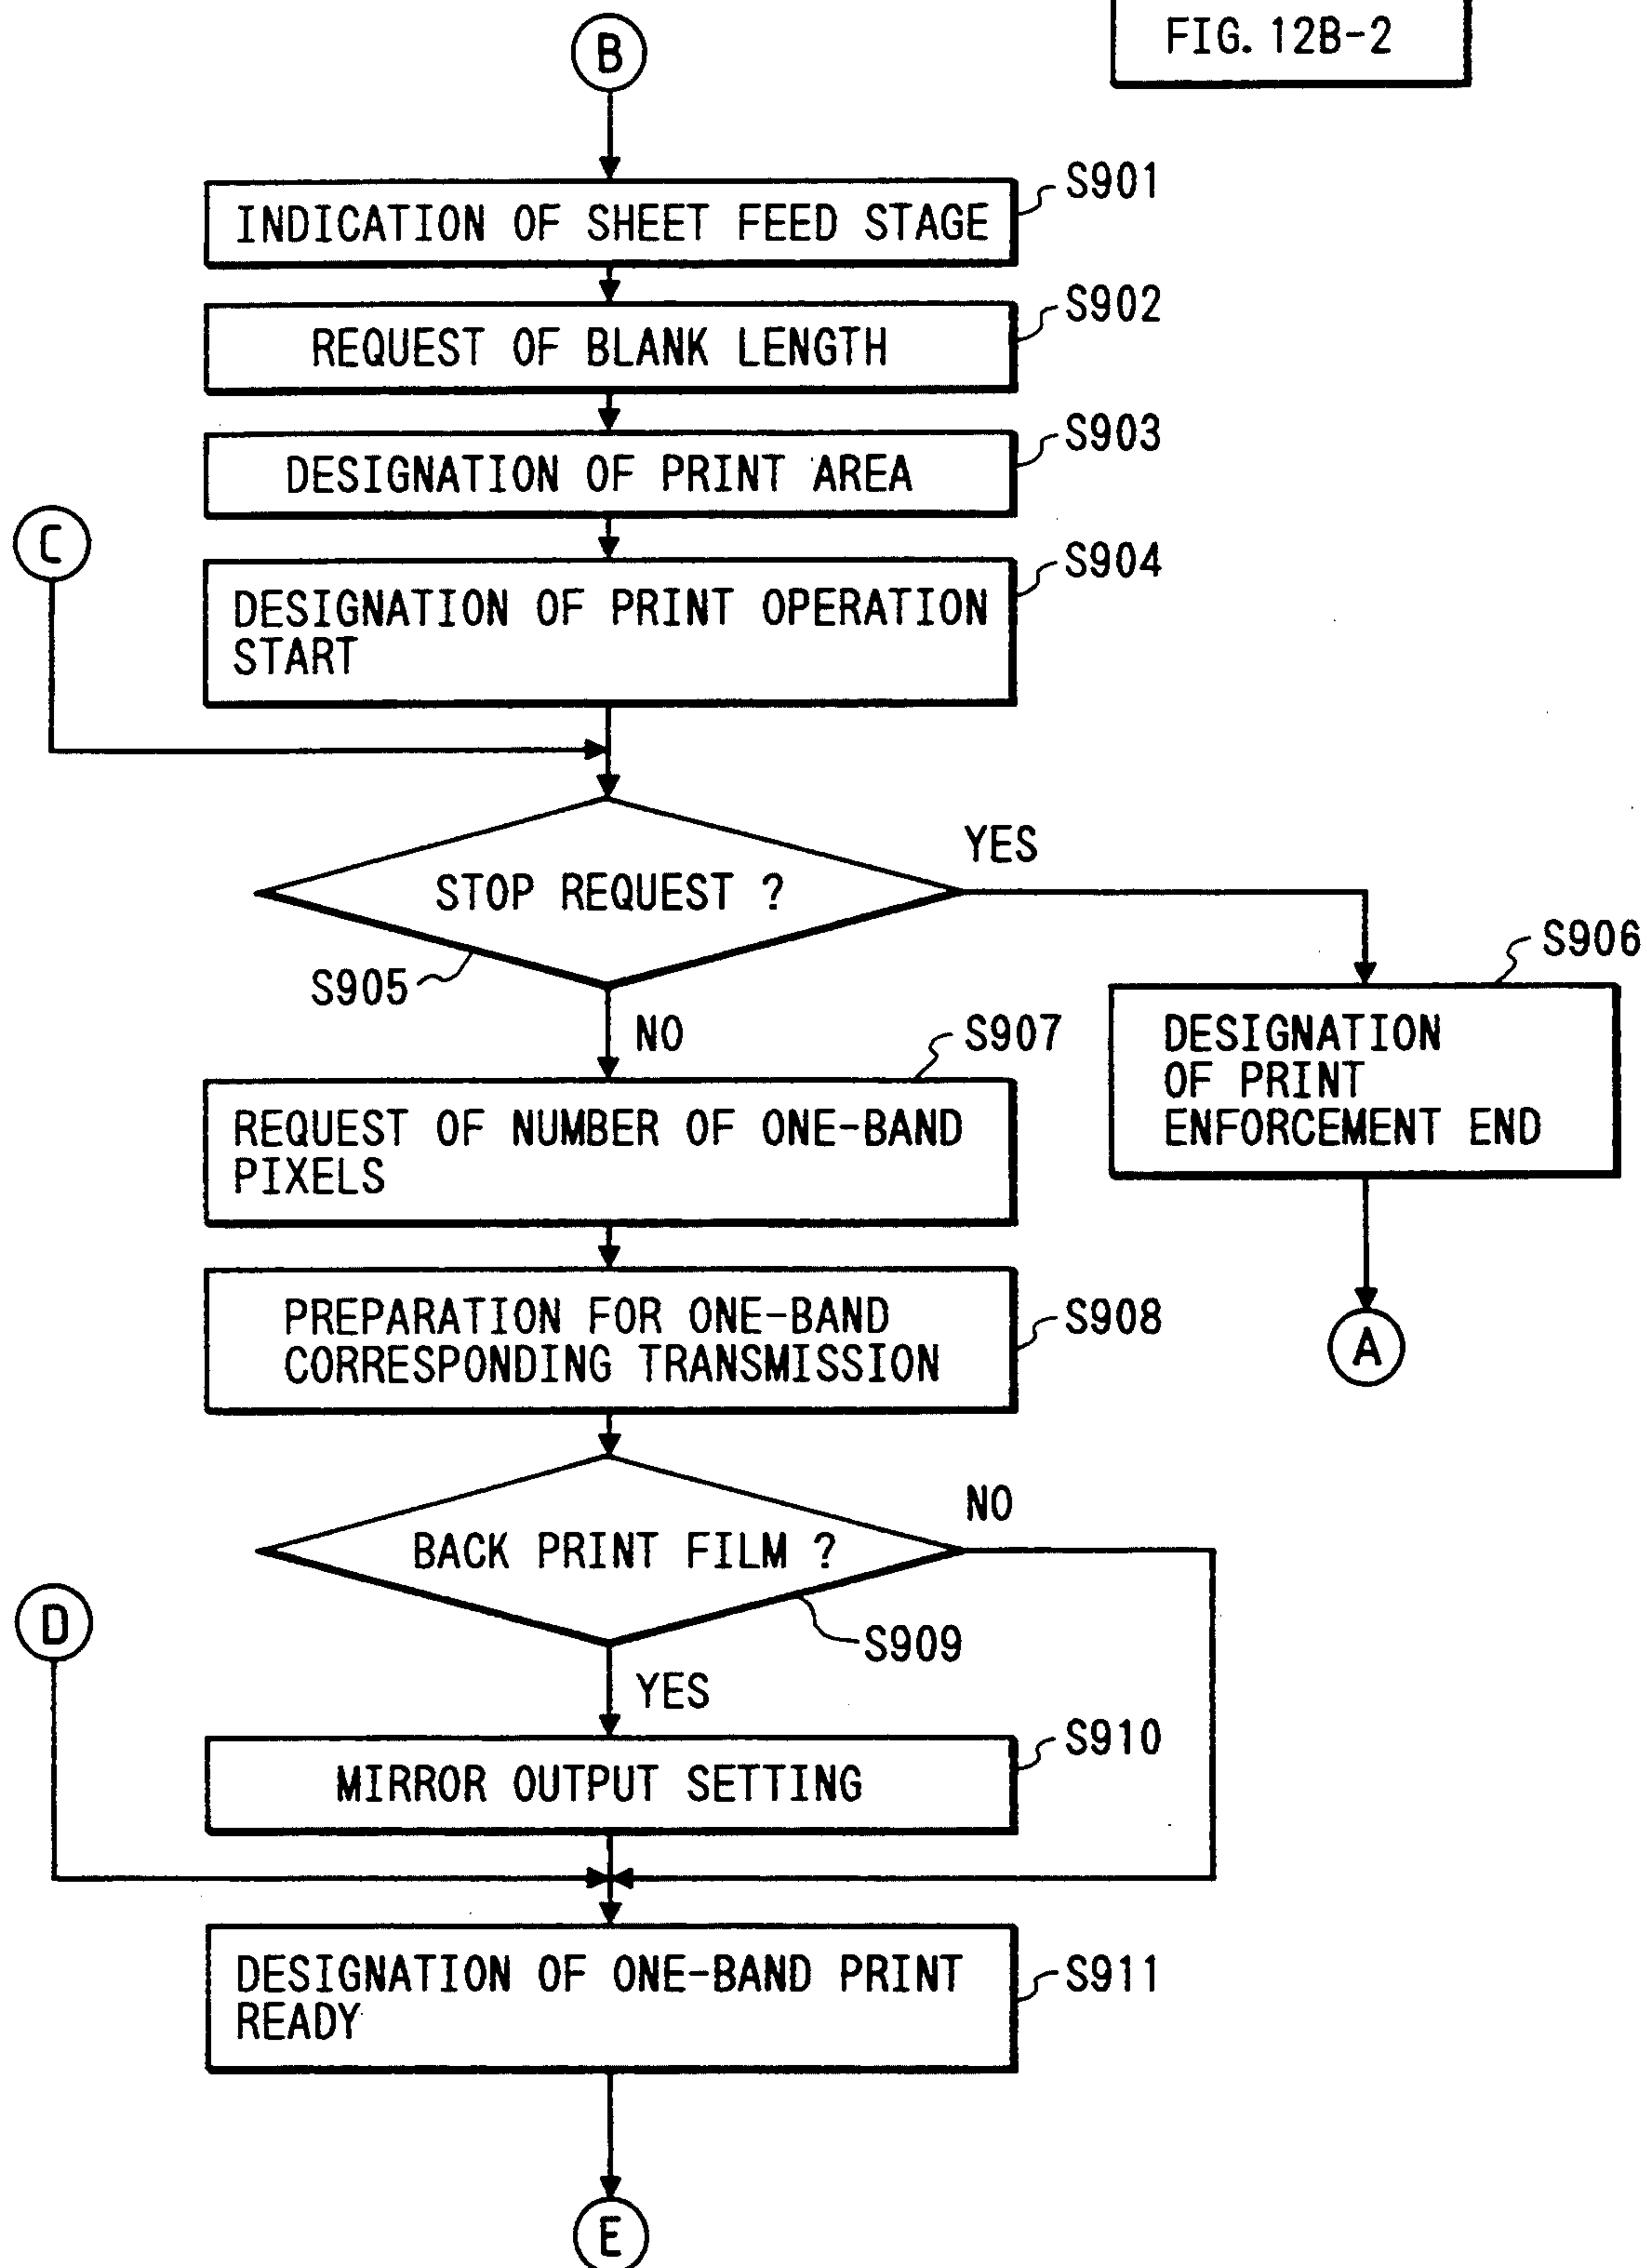 FIG. 12B-2
B
S901
INDICATION OF SHEET FEED STAGE
S902
REQUEST OF BLANK LENGTH
S903
DESIGNATION OF PRINT AREA
C
S904
DESIGNATION OF PRINT OPERATION
START
STOP REQUEST ?
YES
S905
NO
S906
DESIGNATION
OF PRINT
ENFORCEMENT END
A
S907
REQUEST OF NUMBER OF ONE-BAND
PIXELS
S908
PREPARATION FOR ONE-BAND
CORRESPONDING TRANSMISSION
BACK PRINT FILM ?
NO
S909
YES
D
S910
MIRROR OUTPUT SETTING
S911
DESIGNATION OF ONE-BAND PRINT
READY
E